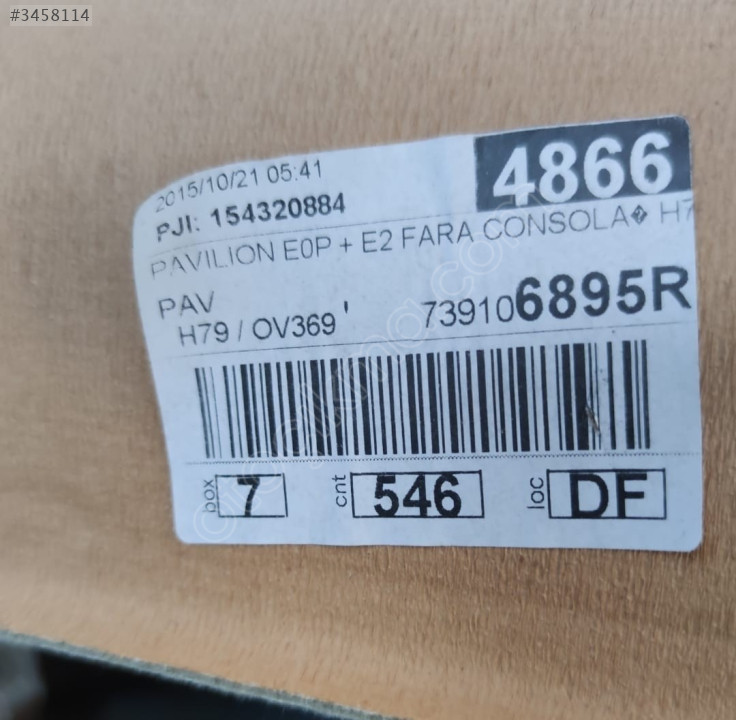 #3458114
4866
2015/10/21 05:41
PJI: 154320884
PAVILION E0P + E2 FARA CONSOLA� H7
PAV
H79 / OV369 '
739106895R
box 7 cnt 546 loc DF